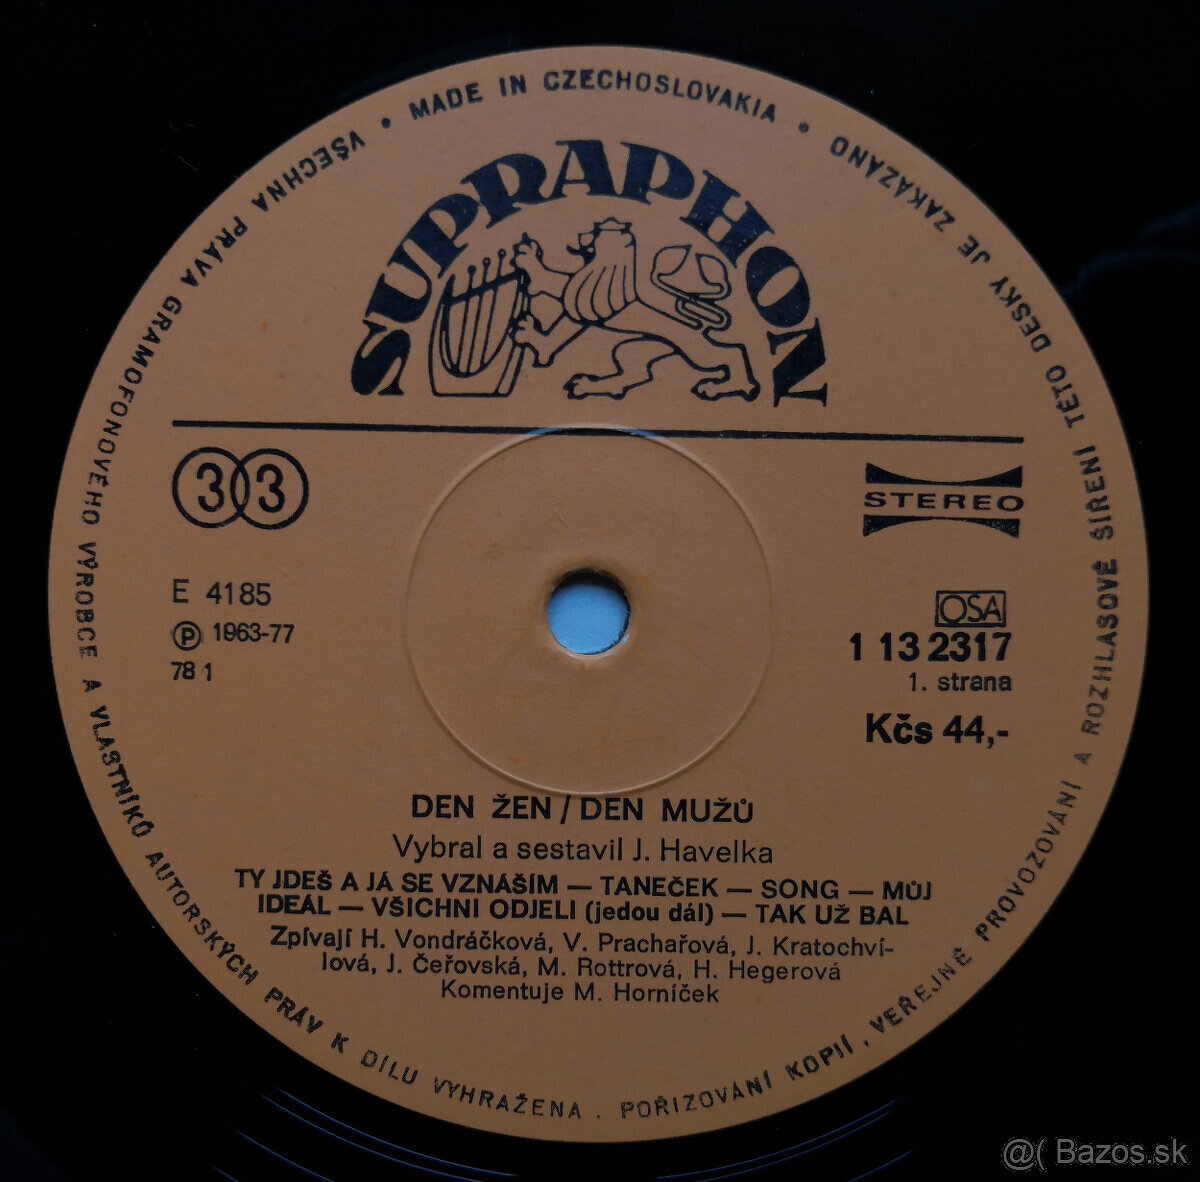 VŠECHNA PRÁVA GRAMOFONOVÉHO VÝROBCE A VLASTNÍKŮ AUTORSKÝCH PRÁV K DÍLU VYHRAŽENA . POŘIZOVÁNÍ KOPIÍ , VEŘEJNÉ PROVOZOVÁNÍ A ROZHLASOVÉ ŠÍŘENÍ TÉTO DESKY JE ZAKÁZÁNO • MADE IN CZECHOSLOVAKIA •
SUPRAPHON
33
STEREO
E 4185
Ⓟ 1963-77
78 1
OSA
1 13 2317
1. strana
Kčs 44,-
DEN ŽEN / DEN MUŽŮ
Vybral a sestavil J. Havelka
TY JDEŠ A JÁ SE VZNÁŠÍM — TANEČEK — SONG — MŮJ
IDEÁL — VŠICHNI ODJELI (jedou dál) — TAK UŽ BAL
Zpívají H. Vondráčková, V. Prachařová, J. Kratochví-
lová, J. Čeřovská, M. Rottrová, H. Hegerová
Komentuje M. Horníček
@( Bazos.sk